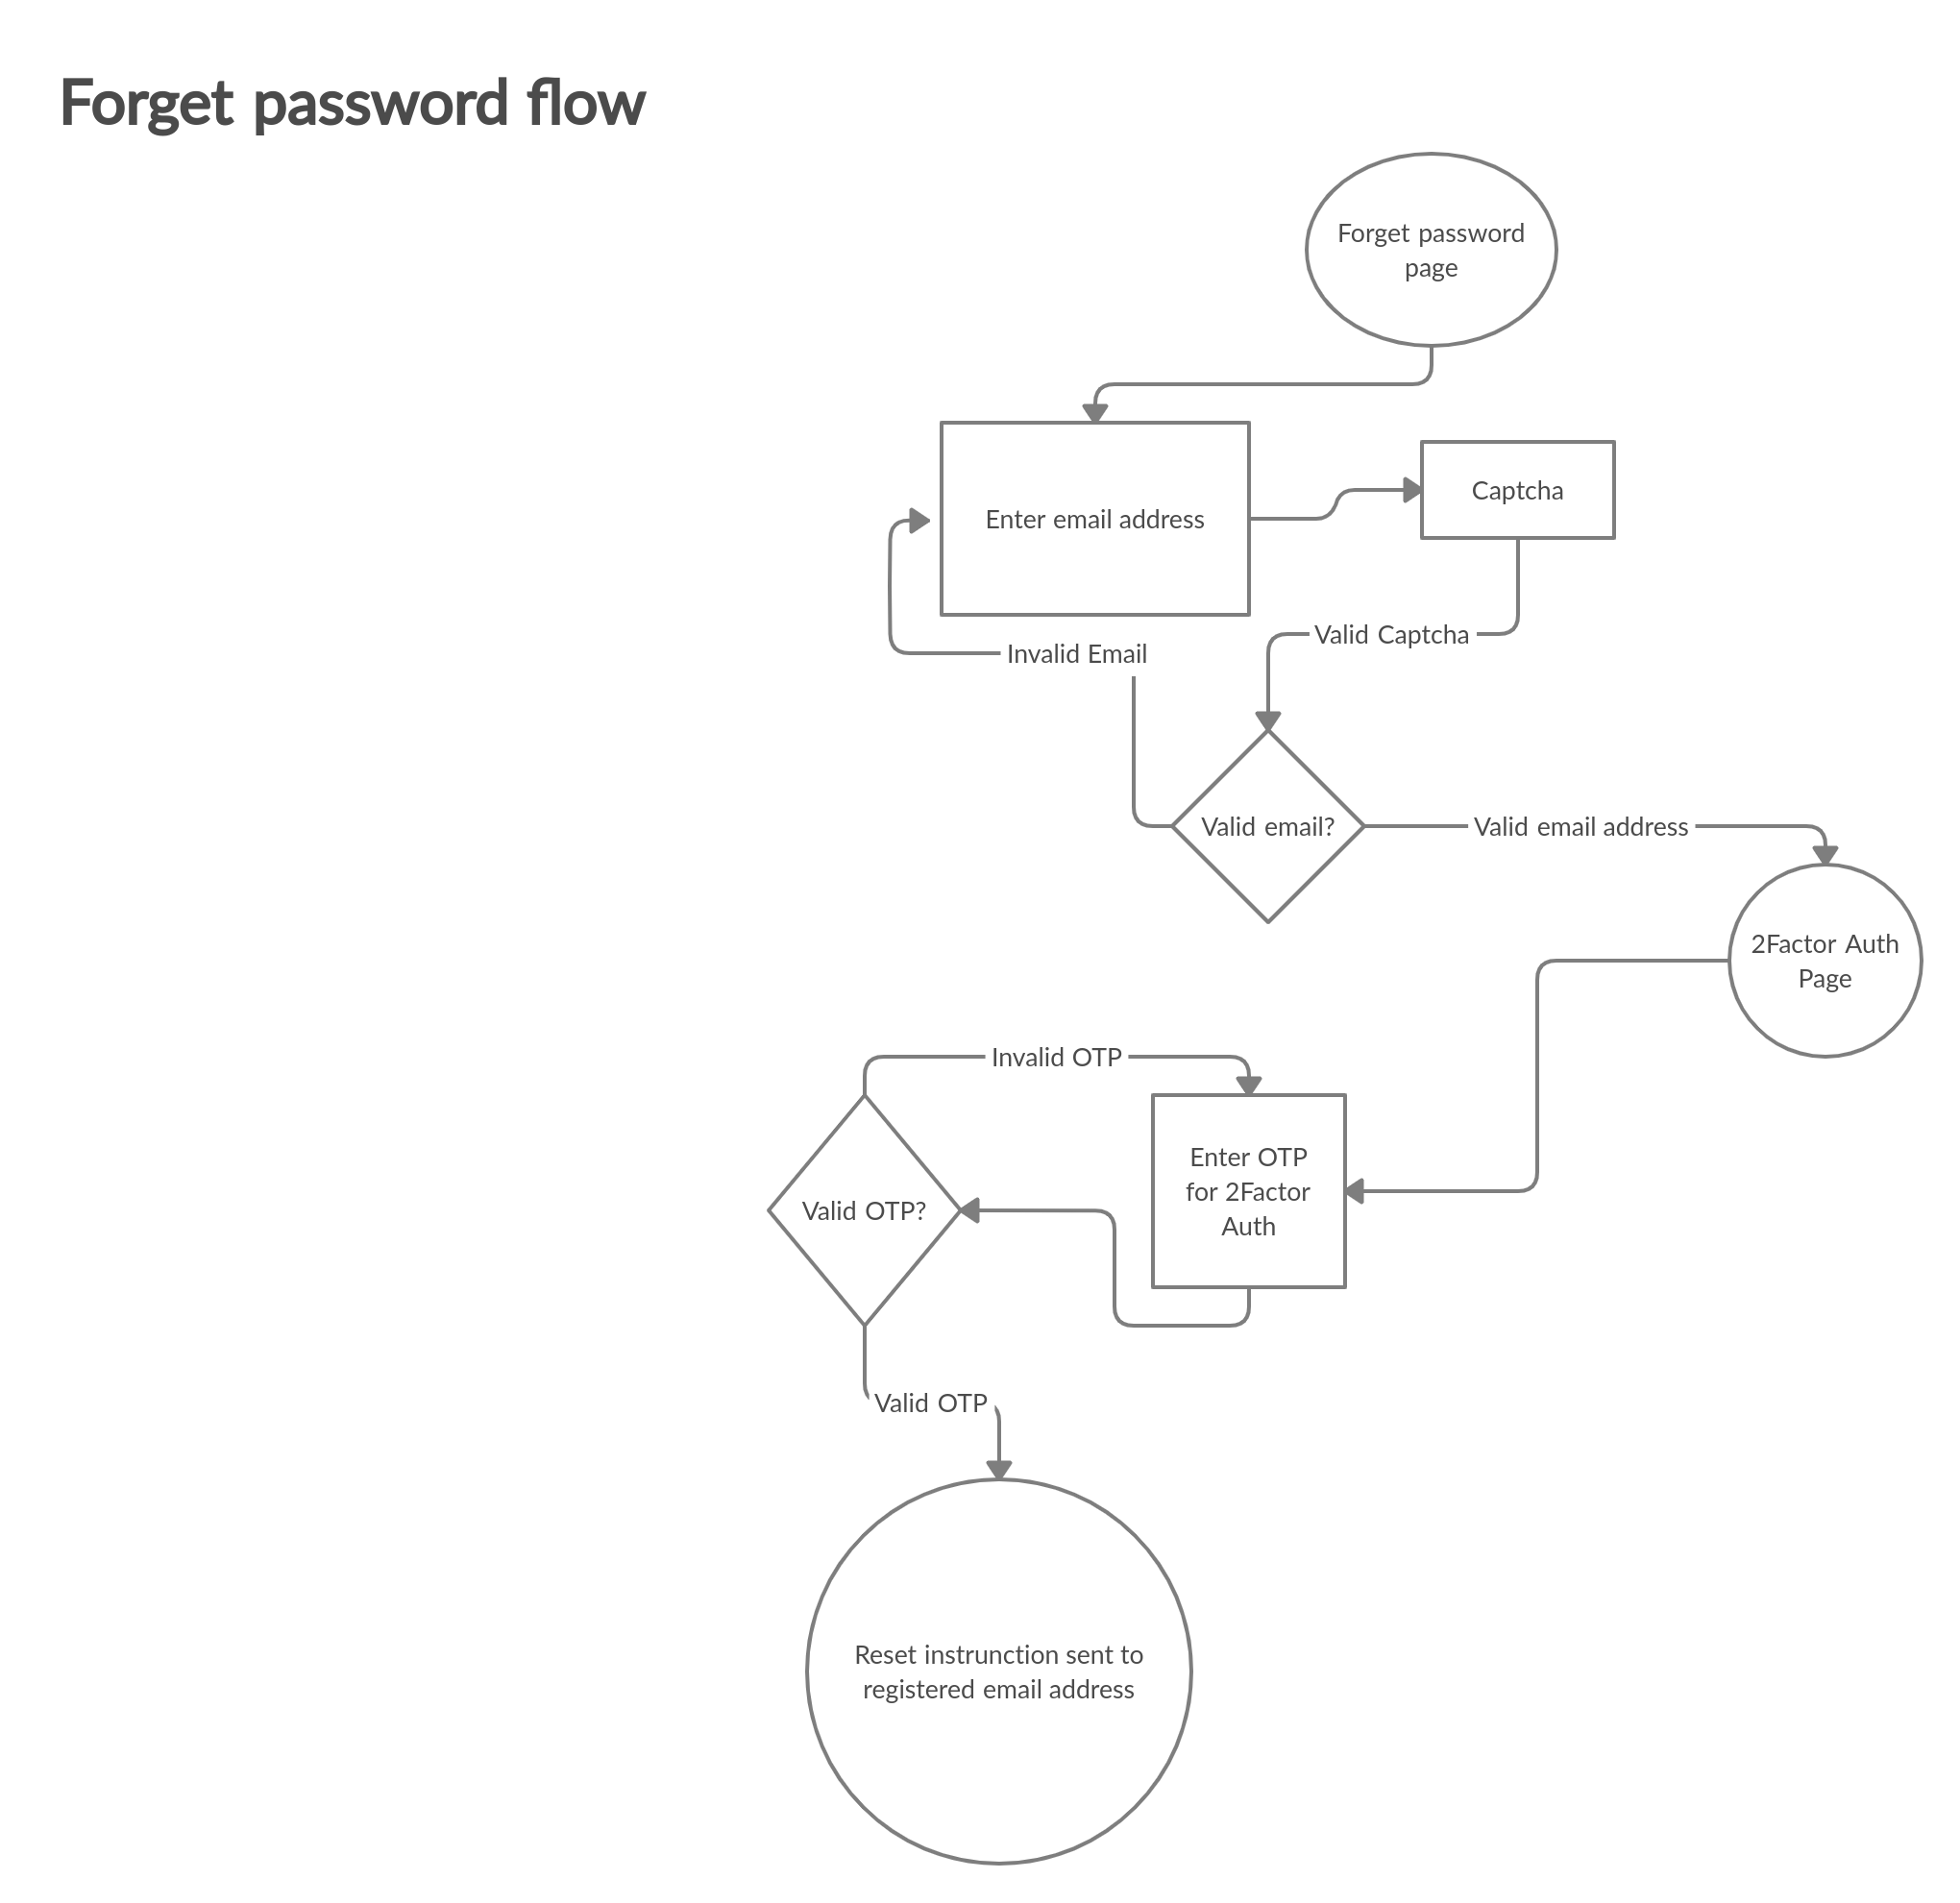 Forget password flow
Forget password
page
Enter email address
Captcha
Valid Captcha
Invalid Email
Valid email?
Valid email address
2Factor Auth
Page
Invalid OTP
Enter OTP
for 2Factor
Auth
Valid OTP?
Valid OTP
Reset instrunction sent to
registered email address